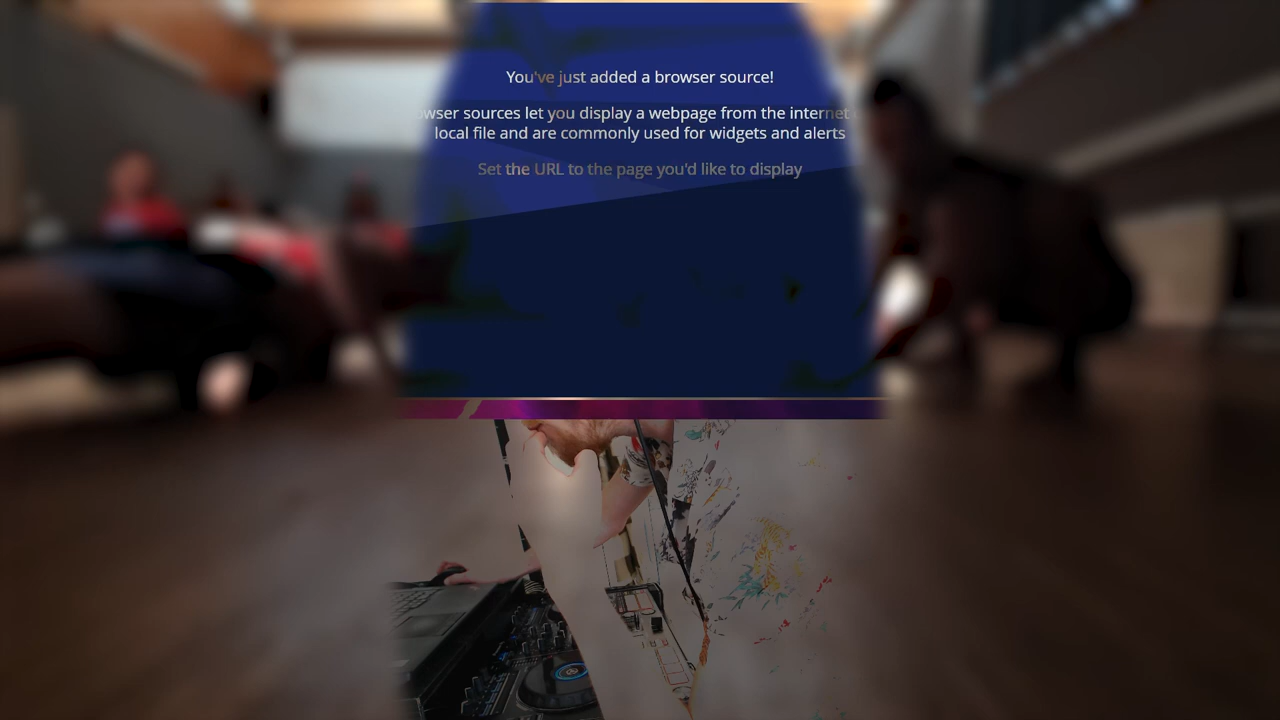 You've just added a browser source!
owser sources let you display a webpage from the internet
local file and are commonly used for widgets and alerts
Set the URL to the page you'd like to display